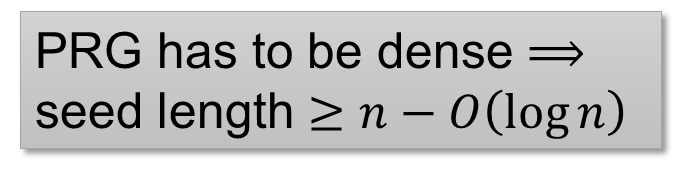 PRG has to be dense ⟹
seed length ≥ n − O(log n)